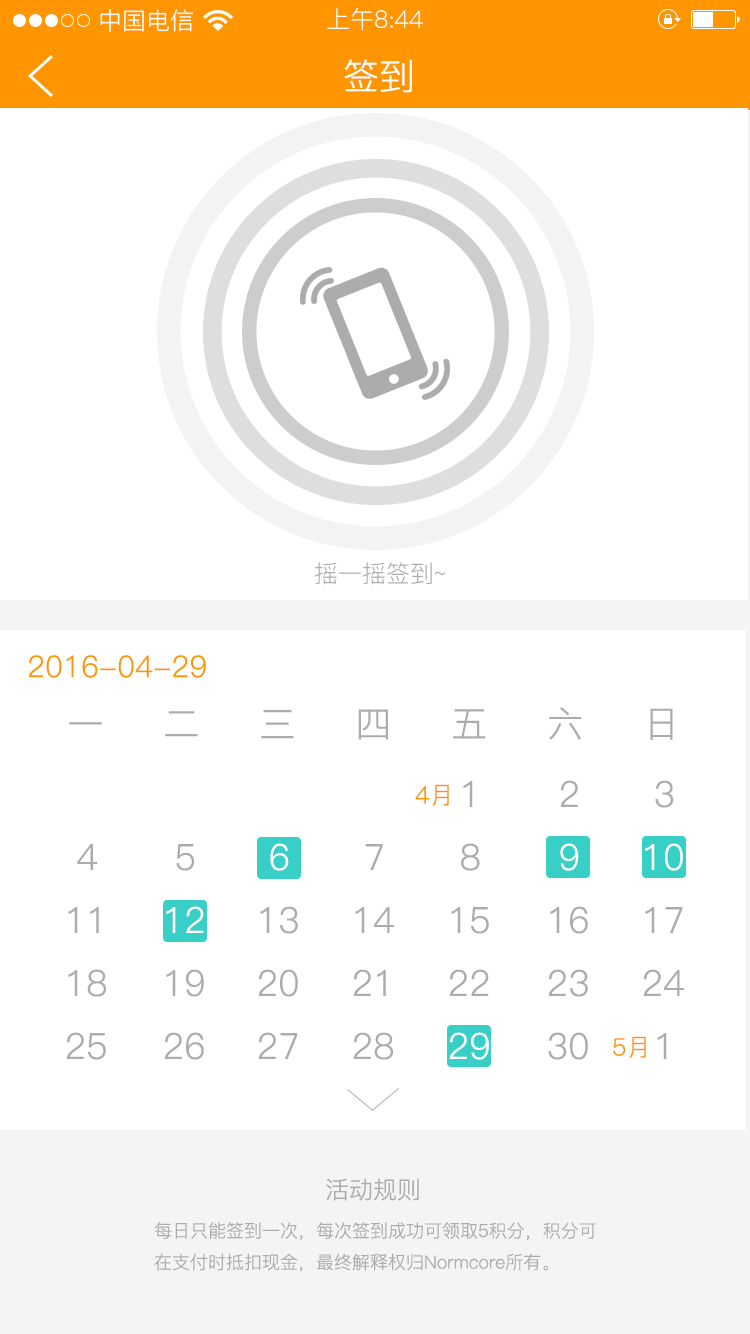 中国电信 上午8:44
签到
摇一摇签到~
2016-04-29
一 二 三 四 五 六 日
4月 1 2 3
4 5 6 7 8 9 10
11 12 13 14 15 16 17
18 19 20 21 22 23 24
25 26 27 28 29 30 5月 1
活动规则
每日只能签到一次，每次签到成功可领取5积分，积分可
在支付时抵扣现金，最终解释权归Normcore所有。